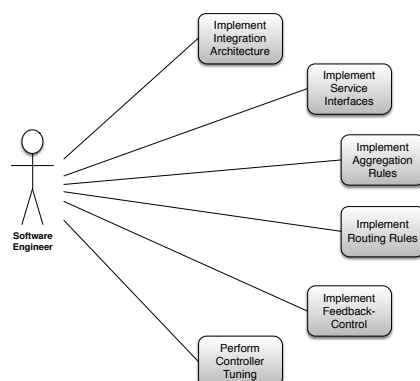 Implement
Integration
Architecture
Implement
Service
Interfaces
Implement
Aggregation
Rules
Software
Engineer
Implement
Routing Rules
Implement
Feedback-
Control
Perform
Controller
Tuning